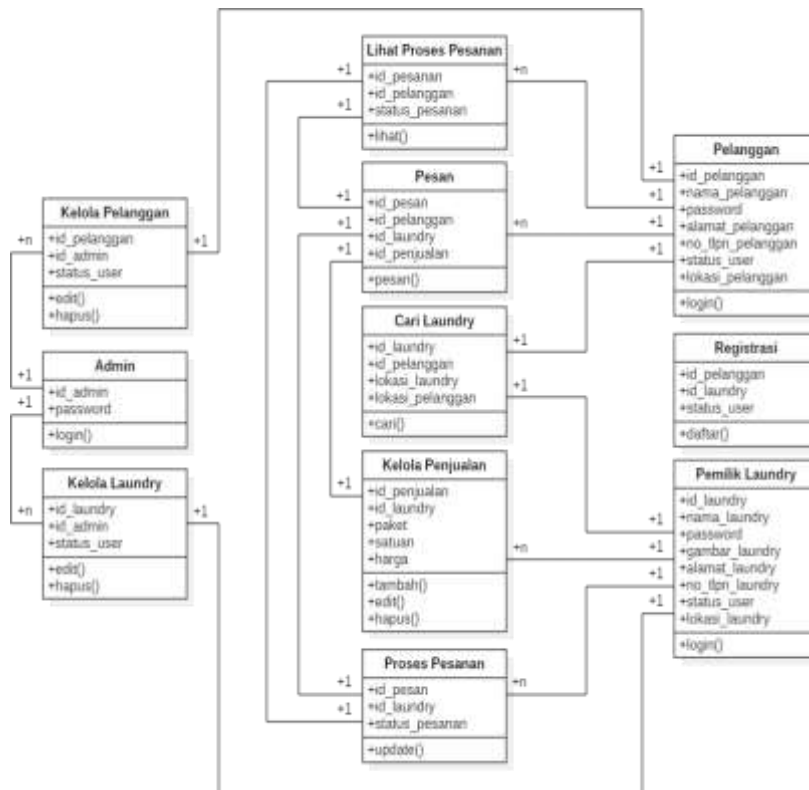 Lihat Proses Pesanan
+id_pesanan
+id_pelanggan
+status_pesanan
+lihat()
+1
+1
+n
Pesan
+id_pesan
+id_pelanggan
+id_laundry
+id_penjualan
+pesan()
+1
+1
+1
+n
Cari Laundry
+id_laundry
+id_pelanggan
+lokasi_laundry
+lokasi_pelanggan
+cari()
+1
+1
Kelola Penjualan
+id_penjualan
+id_laundry
+paket
+satuan
+harga
+tambah()
+edit()
+hapus()
+1
+n
Proses Pesanan
+id_pesan
+id_laundry
+status_pesanan
+update()
+1
+1
+n
Kelola Pelanggan
+id_pelanggan
+id_admin
+status_user
+edit()
+hapus()
+n
+1
Admin
+id_admin
+password
+login()
+1
+1
Kelola Laundry
+id_laundry
+id_admin
+status_user
+edit()
+hapus()
+n
+1
Pelanggan
+id_pelanggan
+nama_pelanggan
+password
+alamat_pelanggan
+no_tlpn_pelanggan
+status_user
+lokasi_pelanggan
+login()
+1
+1
+1
+1
Registrasi
+id_pelanggan
+id_laundry
+status_user
+daftar()
Pemilik Laundry
+id_laundry
+nama_laundry
+password
+gambar_laundry
+alamat_laundry
+no_tlpn_laundry
+status_user
+lokasi_laundry
+login()
+1
+1
+1
+1